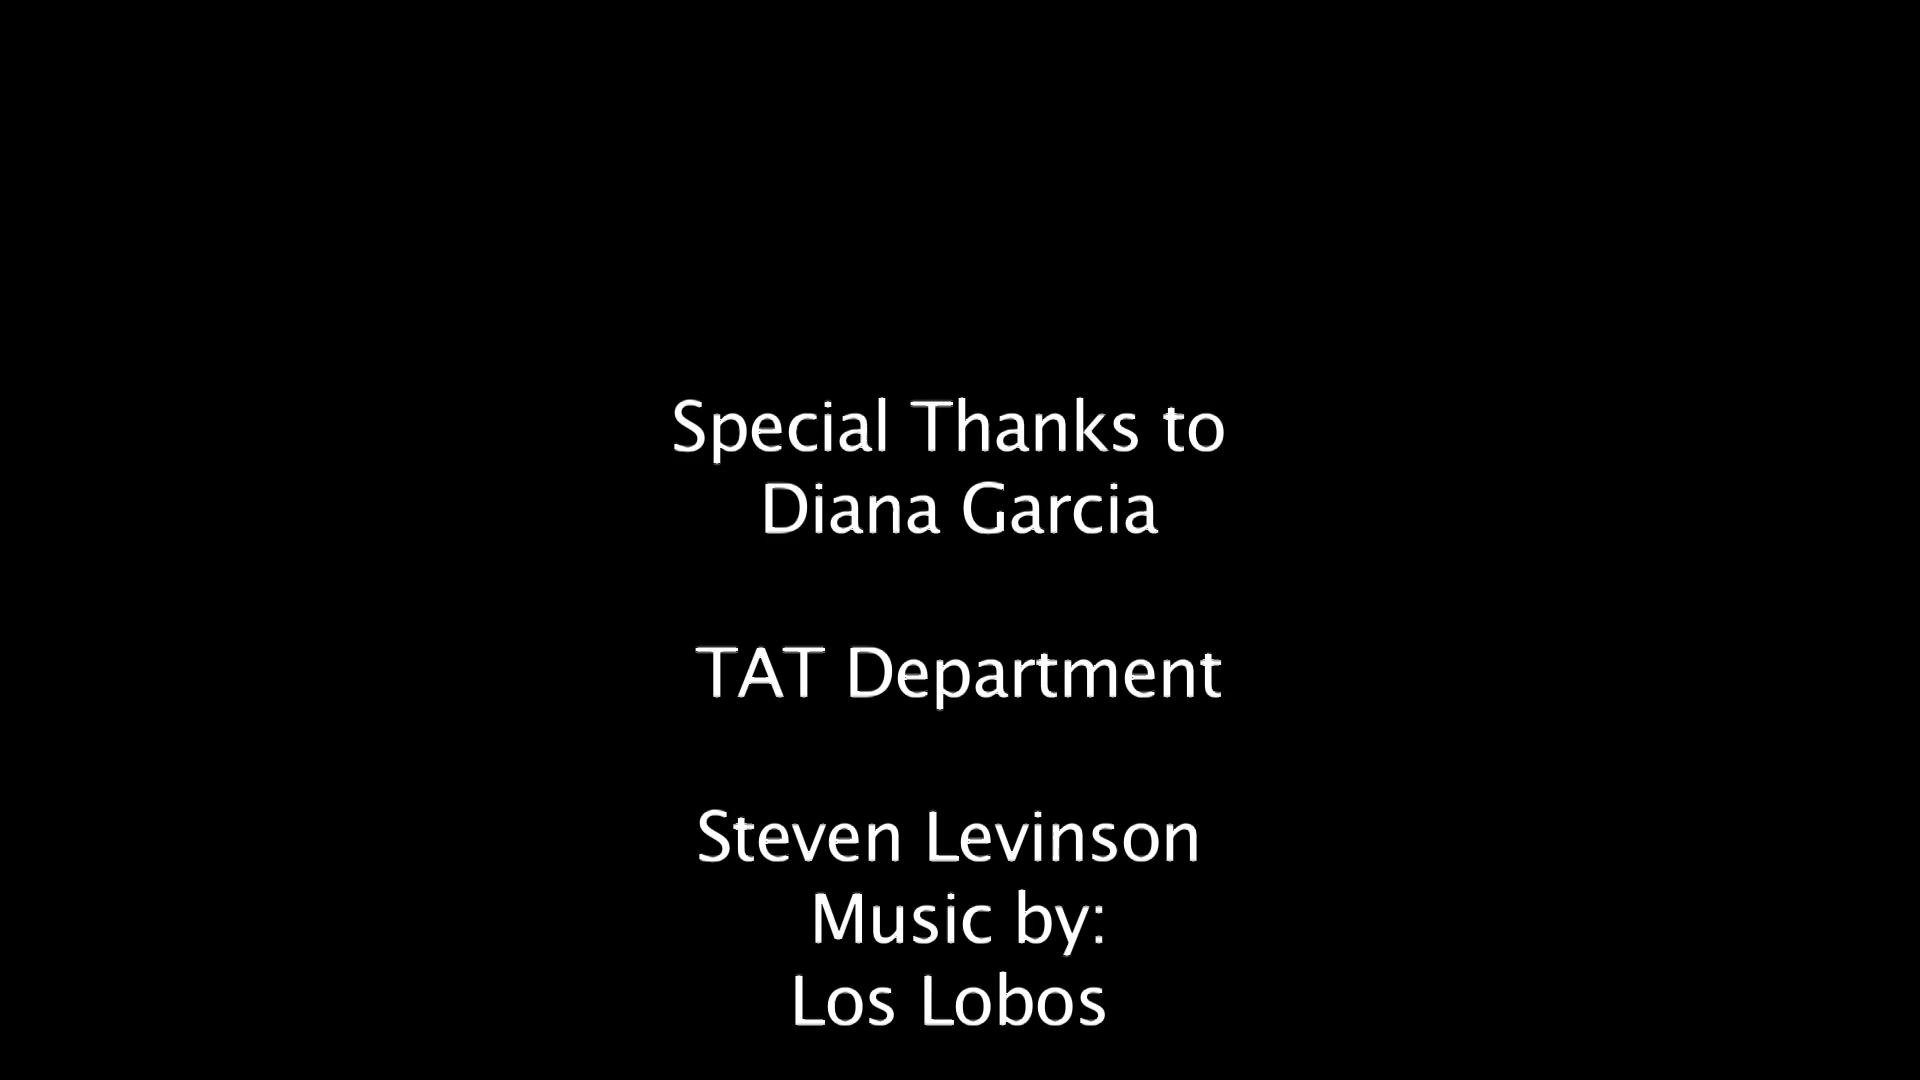 Special Thanks to
Diana Garcia
TAT Department
Steven Levinson
Music by:
Los Lobos